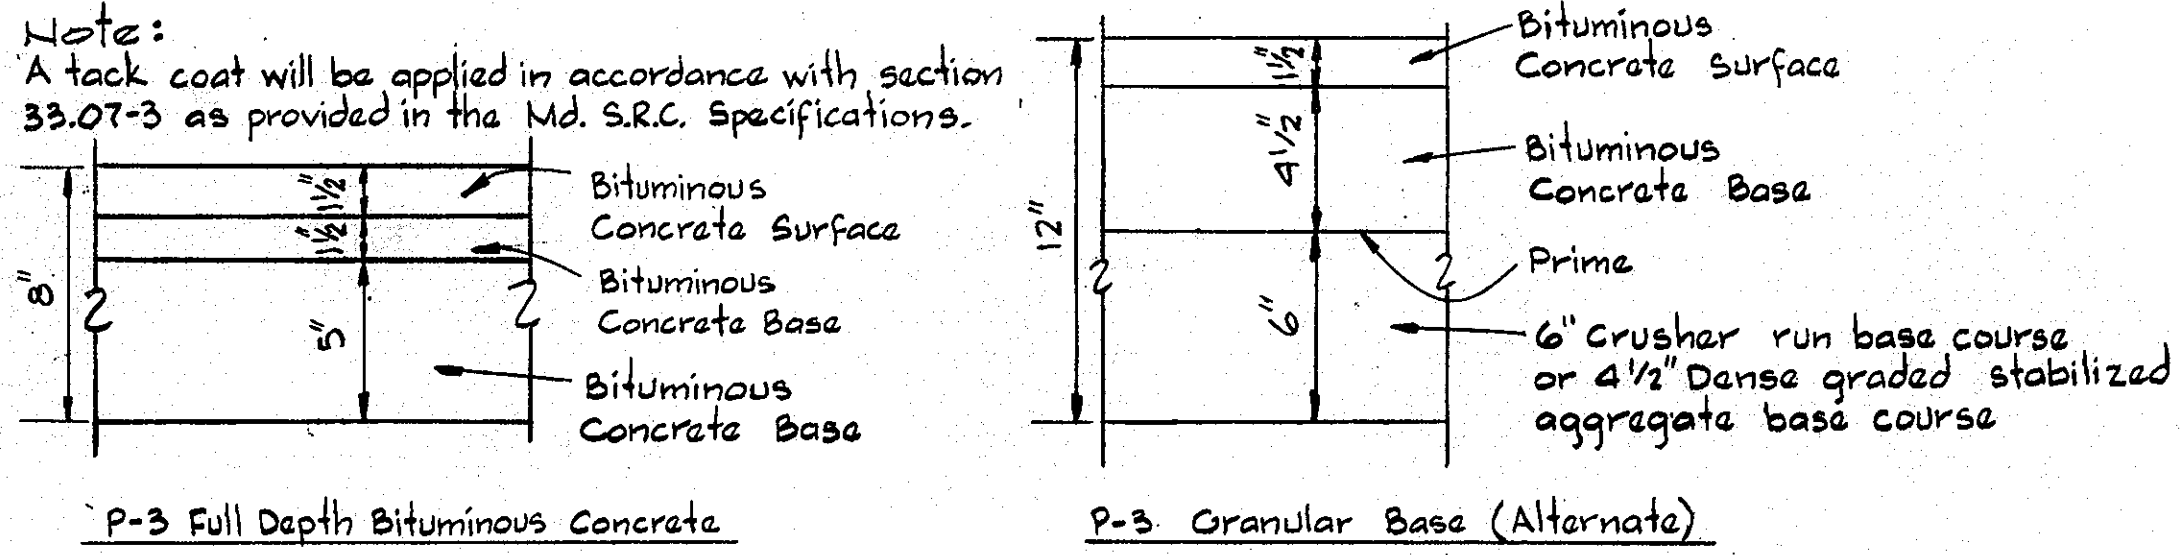 Note:
A tack coat will be applied in accordance with section
33.07-3 as provided in the Md. S.R.C. Specifications.
8"
1½"
1½"
5"
Bituminous
Concrete Surface
Bituminous
Concrete Base
Bituminous
Concrete Base
P-3 Full Depth Bituminous Concrete
12"
1½"
4½"
6"
Bituminous
Concrete Surface
Bituminous
Concrete Base
Prime
6" Crusher run base course
or 4½" Dense graded stabilized
aggregate base course
P-3 Granular Base (Alternate)